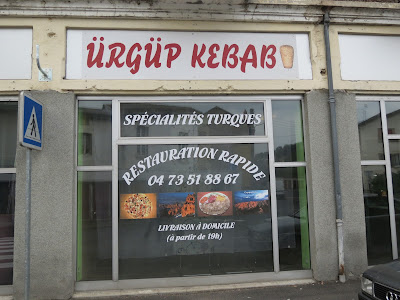 ÜRGÜP KEBAB
SPÉCIALITÉS TURQUES
RESTAURATION RAPIDE
04 73 51 88 67
LIVRAISON À DOMICILE
(à partir de 19h)